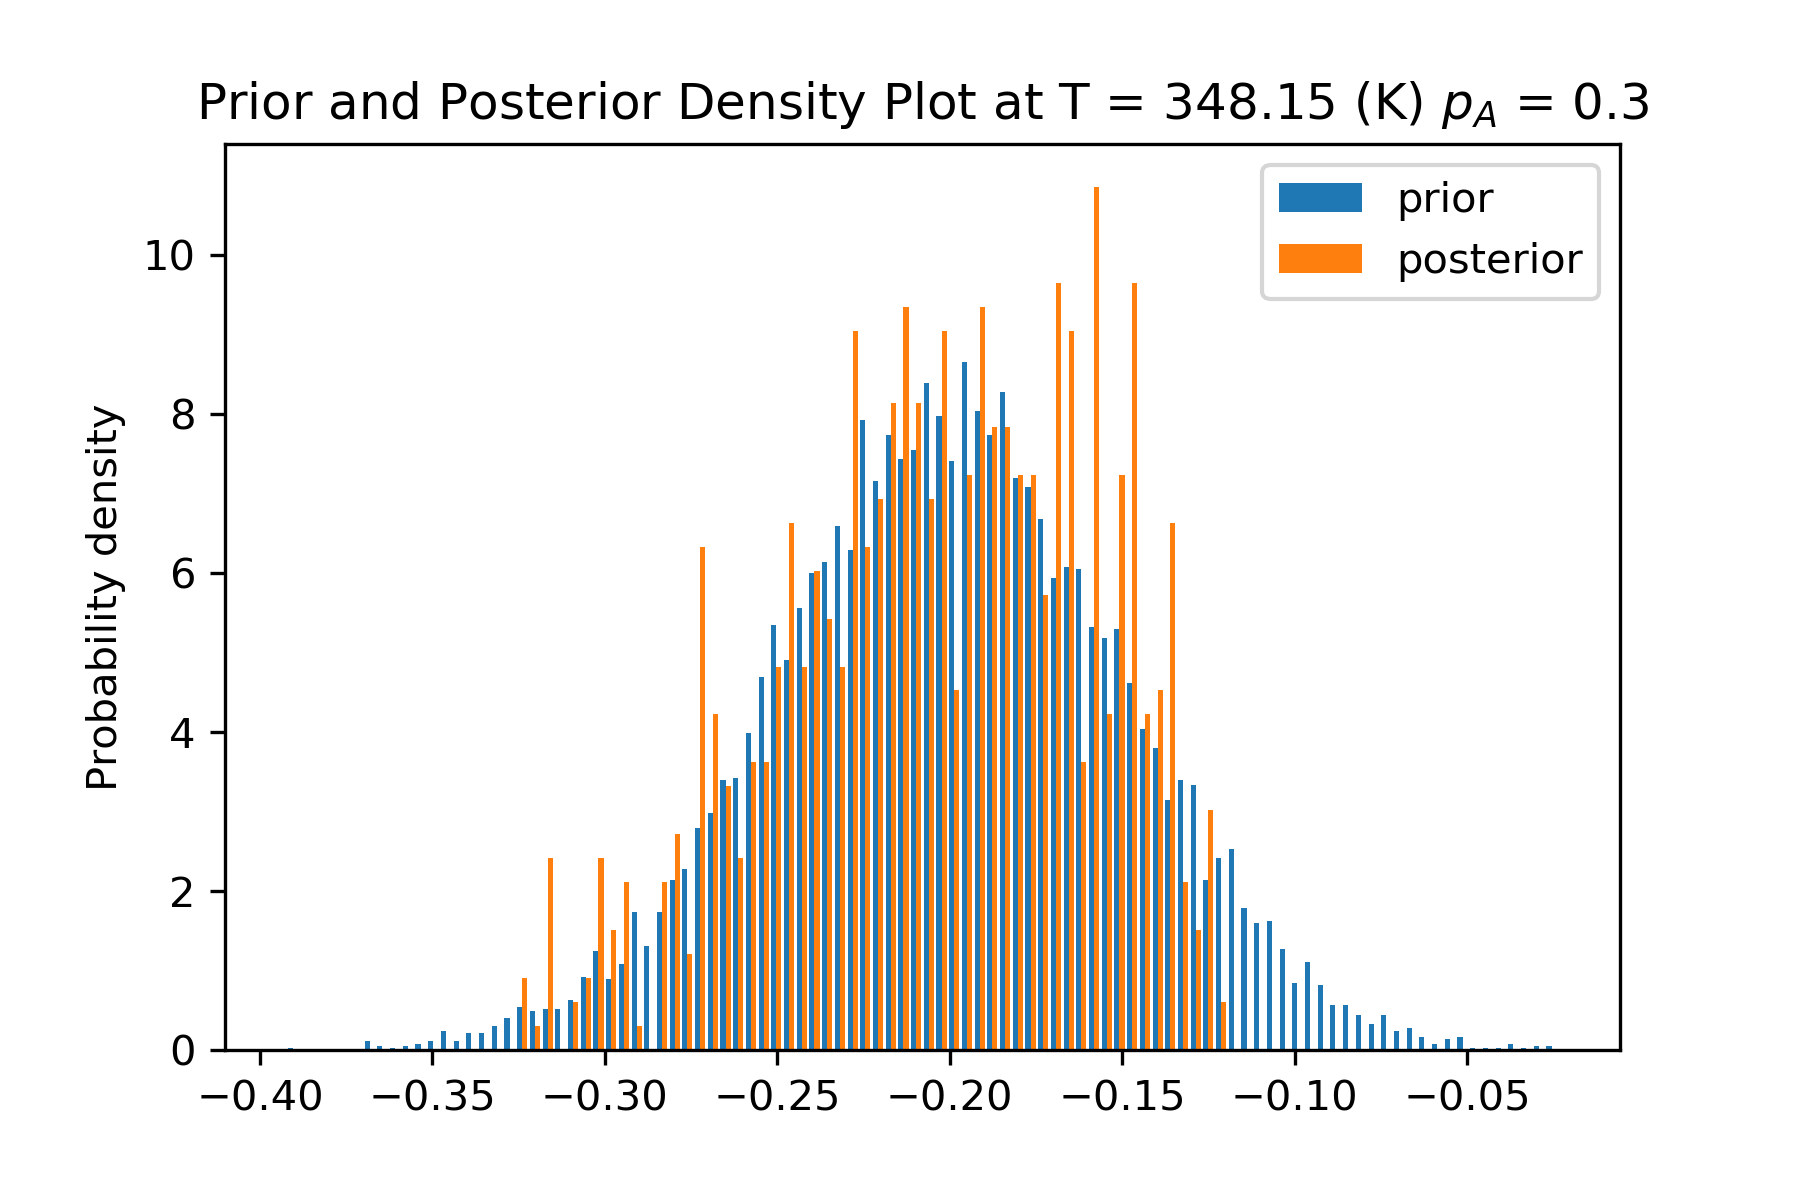 Prior and Posterior Density Plot at T = 348.15 (K) p_A = 0.3
prior
posterior
Probability density
10
8
6
4
2
0
−0.40 −0.35 −0.30 −0.25 −0.20 −0.15 −0.10 −0.05